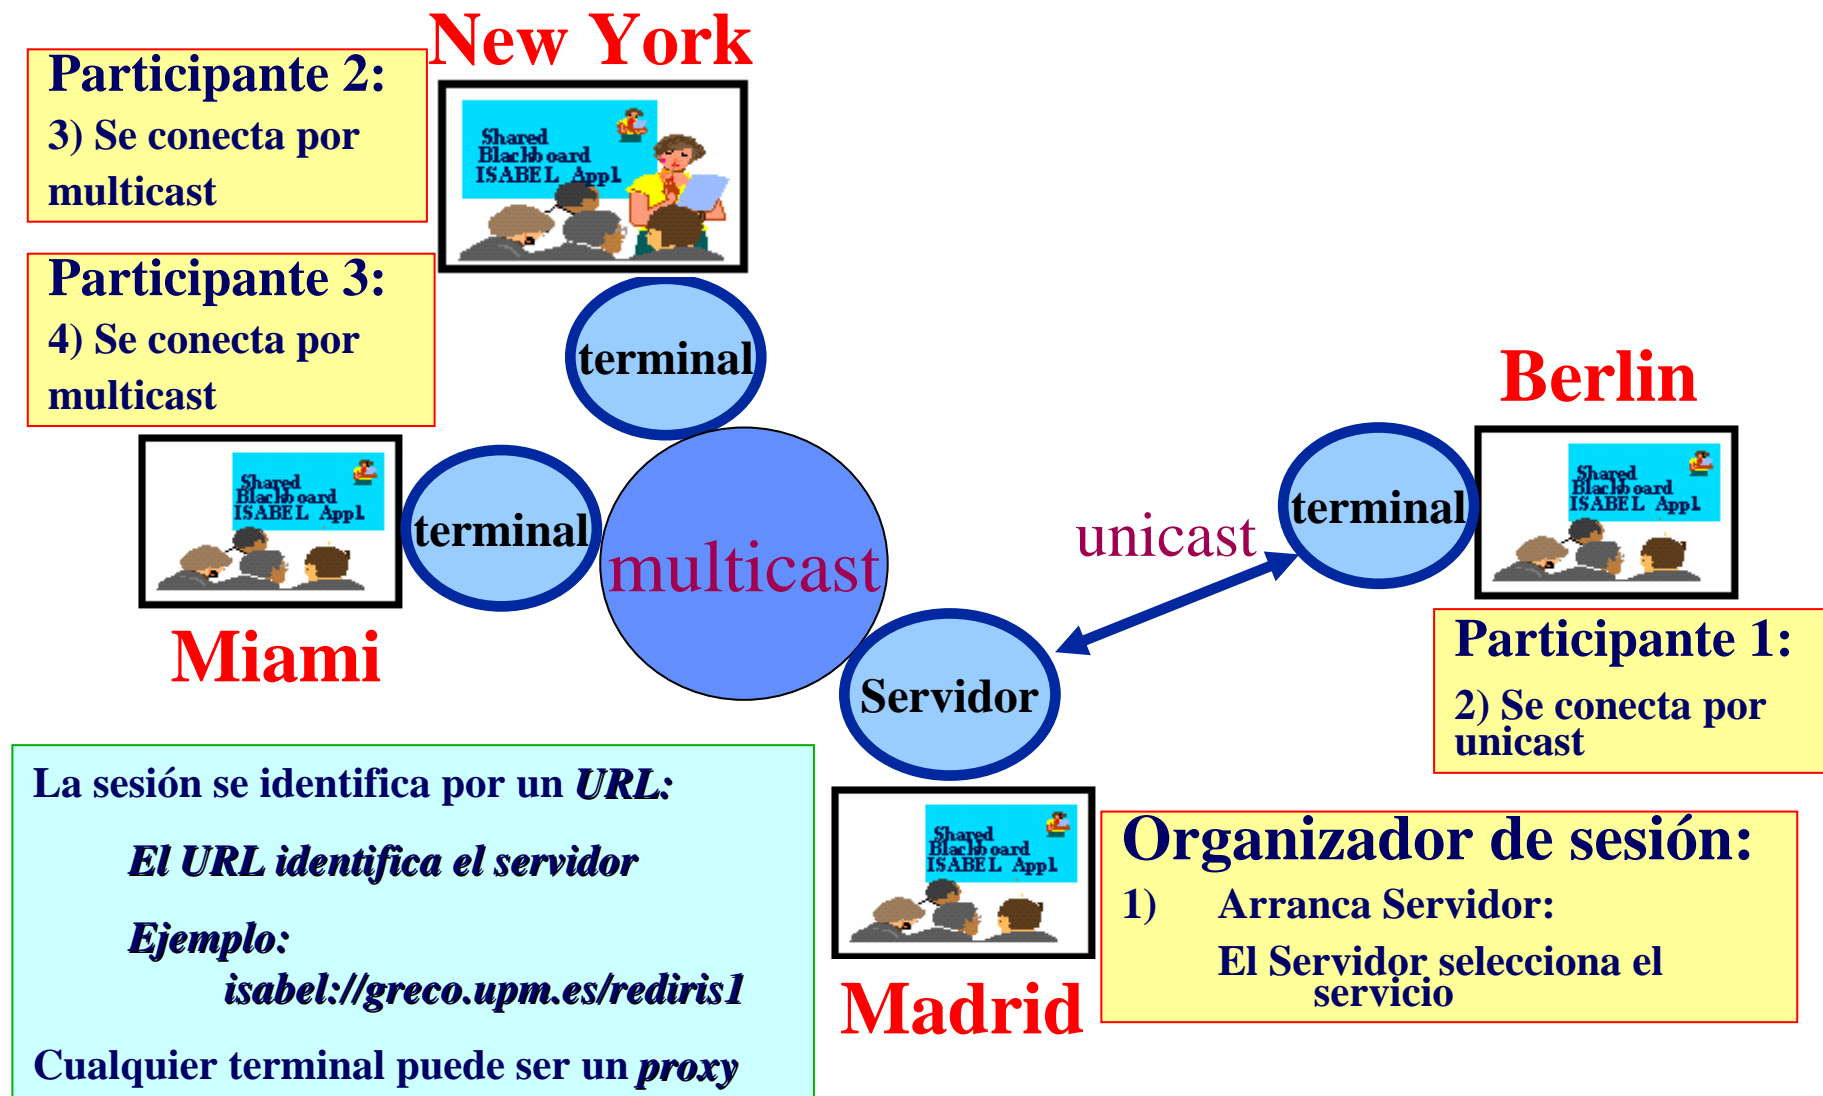 New York
Participante 2:
3) Se conecta por
multicast
Shared
Blackboard
ISABEL Appl.
Participante 3:
4) Se conecta por
multicast
terminal
Berlin
Shared
Blackboard
ISABEL Appl.
terminal
multicast
unicast
terminal
Shared
Blackboard
ISABEL Appl.
Miami
Servidor
Participante 1:
2) Se conecta por
unicast
La sesión se identifica por un URL:
El URL identifica el servidor
Ejemplo:
isabel://greco.upm.es/rediris1
Cualquier terminal puede ser un proxy
Shared
Blackboard
ISABEL Appl.
Madrid
Organizador de sesión:
1) Arranca Servidor:
El Servidor selecciona el
servicio